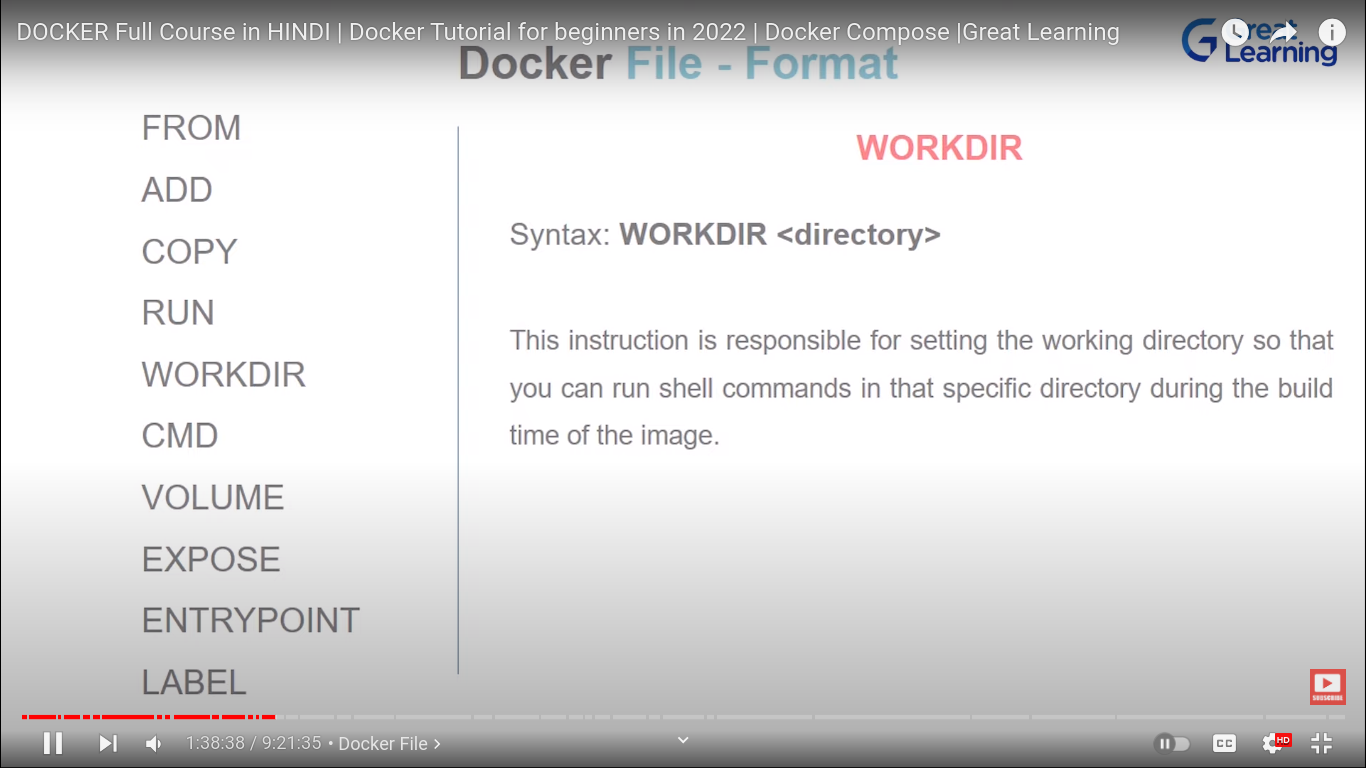 DOCKER Full Course in HINDI | Docker Tutorial for beginners in 2022 | Docker Compose |Great Learning
Great
Learning
Docker File - Format
FROM
ADD
COPY
RUN
WORKDIR
CMD
VOLUME
EXPOSE
ENTRYPOINT
LABEL
WORKDIR
Syntax: WORKDIR <directory>
This instruction is responsible for setting the working directory so that
you can run shell commands in that specific directory during the build
time of the image.
SUBSCRIBE
1:38:38 / 9:21:35 • Docker File
CC
HD